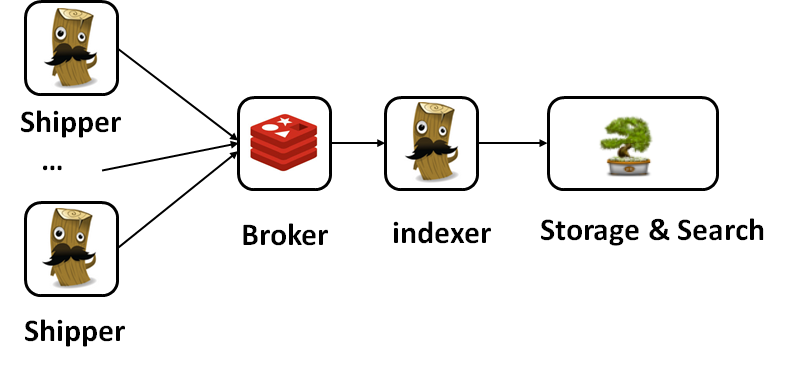 Shipper
...
Shipper
Broker
indexer
Storage & Search